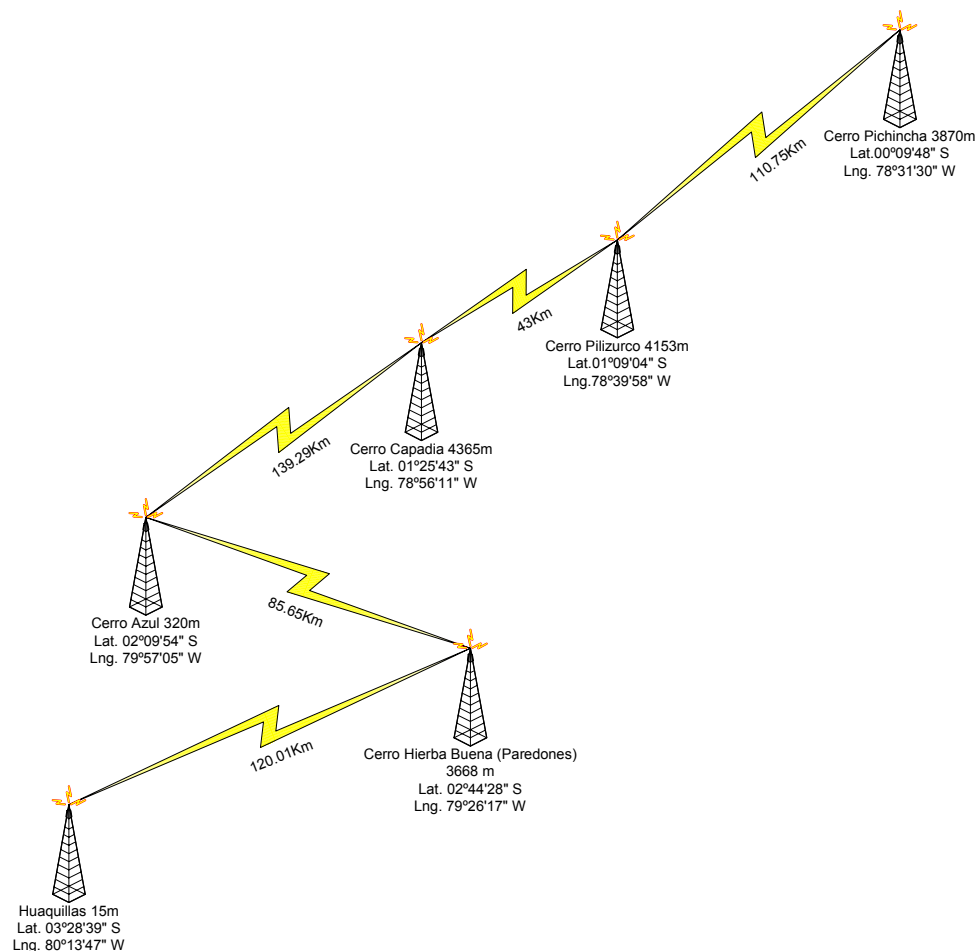 Cerro Pichincha 3870m
Lat.00º09'48" S
Lng. 78º31'30" W
110.75Km
Cerro Pilizurco 4153m
Lat.01º09'04" S
Lng.78º39'58" W
43Km
Cerro Capadia 4365m
Lat. 01º25'43" S
Lng. 78º56'11" W
139.29Km
Cerro Azul 320m
Lat. 02º09'54" S
Lng. 79º57'05" W
85.65Km
Cerro Hierba Buena (Paredones)
3668 m
Lat. 02º44'28" S
Lng. 79º26'17" W
120.01Km
Huaquillas 15m
Lat. 03º28'39" S
Lng. 80º13'47" W